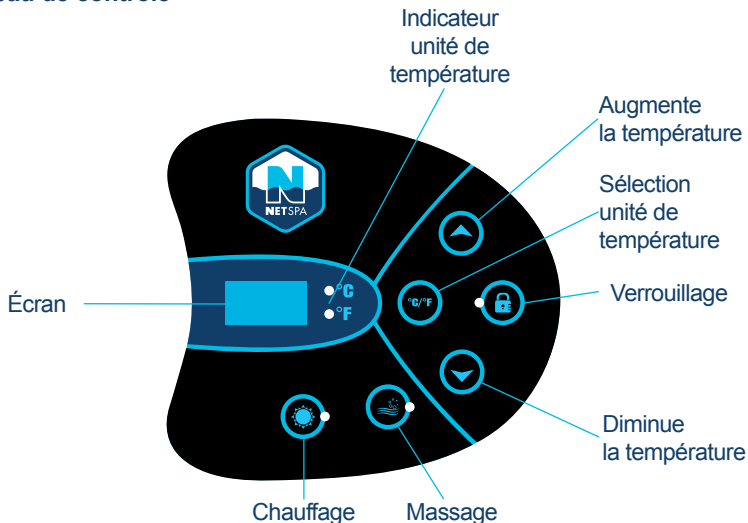 Indicateur
unité de
température
Augmente
la température
Sélection
unité de
température
N
NETSPA
°C
°F
°C/°F
Écran
Verrouillage
Diminue
la température
Chauffage
Massage